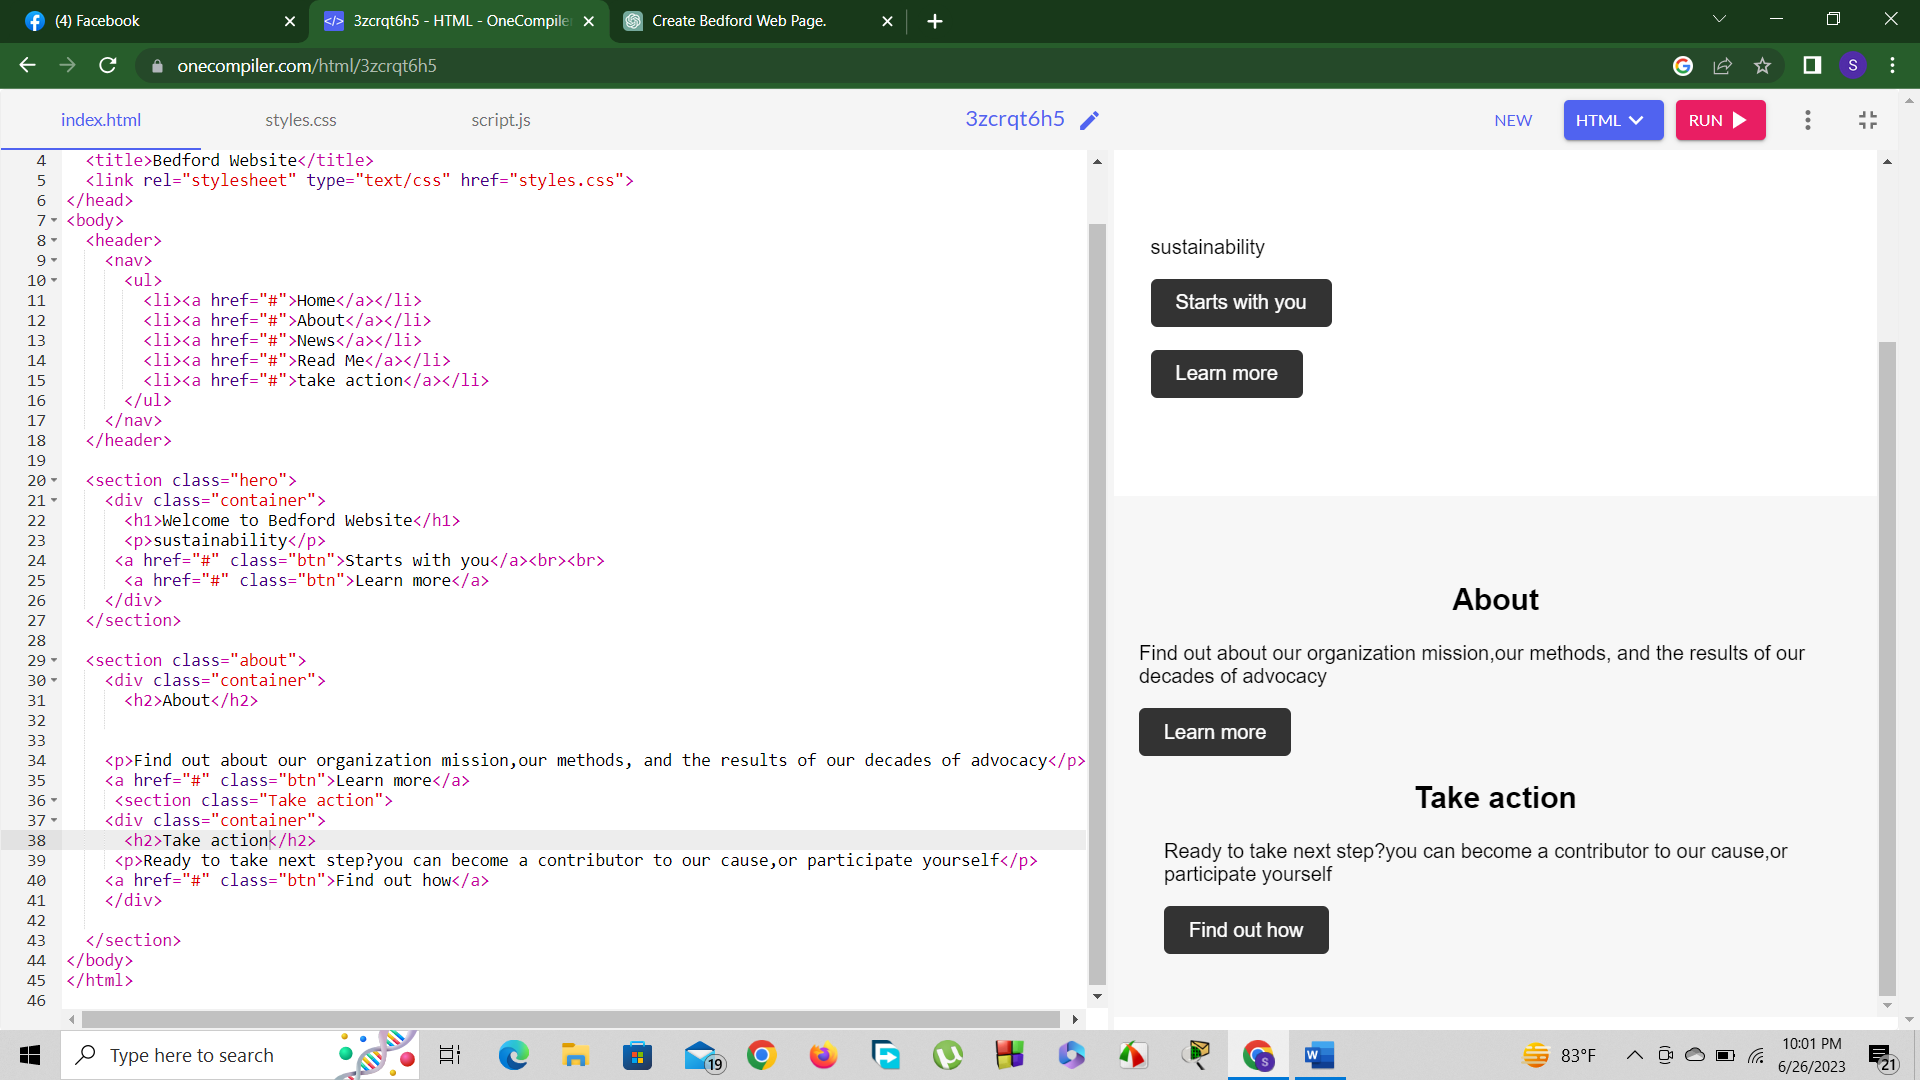 (4) Facebook
3zcrqt6h5 - HTML - OneCompiler
Create Bedford Web Page.
onecompiler.com/html/3zcrqt6h5
S
index.html
styles.css
script.js
3zcrqt6h5
NEW
HTML
RUN
4 <title>Bedford Website</title>
5 <link rel="stylesheet" type="text/css" href="styles.css">
6 </head>
7 <body>
8 <header>
9 <nav>
10 <ul>
11 <li><a href="#">Home</a></li>
12 <li><a href="#">About</a></li>
13 <li><a href="#">News</a></li>
14 <li><a href="#">Read Me</a></li>
15 <li><a href="#">take action</a></li>
16 </ul>
17 </nav>
18 </header>
19
20 <section class="hero">
21 <div class="container">
22 <h1>Welcome to Bedford Website</h1>
23 <p>sustainability</p>
24 <a href="#" class="btn">Starts with you</a><br><br>
25 <a href="#" class="btn">Learn more</a>
26 </div>
27 </section>
28
29 <section class="about">
30 <div class="container">
31 <h2>About</h2>
32
33
34 <p>Find out about our organization mission,our methods, and the results of our decades of advocacy</p>
35 <a href="#" class="btn">Learn more</a>
36 <section class="Take action">
37 <div class="container">
38 <h2>Take action</h2>
39 <p>Ready to take next step?you can become a contributor to our cause,or participate yourself</p>
40 <a href="#" class="btn">Find out how</a>
41 </div>
42
43 </section>
44 </body>
45 </html>
46
sustainability
Starts with you
Learn more
About
Find out about our organization mission,our methods, and the results of our
decades of advocacy
Learn more
Take action
Ready to take next step?you can become a contributor to our cause,or
participate yourself
Find out how
Type here to search
19
S
W
83°F
10:01 PM
6/26/2023
21